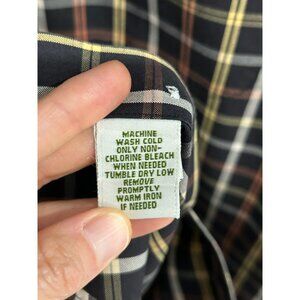 MACHINE
WASH COLD
ONLY NON-
CHLORINE BLEACH
WHEN NEEDED
TUMBLE DRY LOW
REMOVE
PROMPTLY
WARM IRON
IF NEEDED